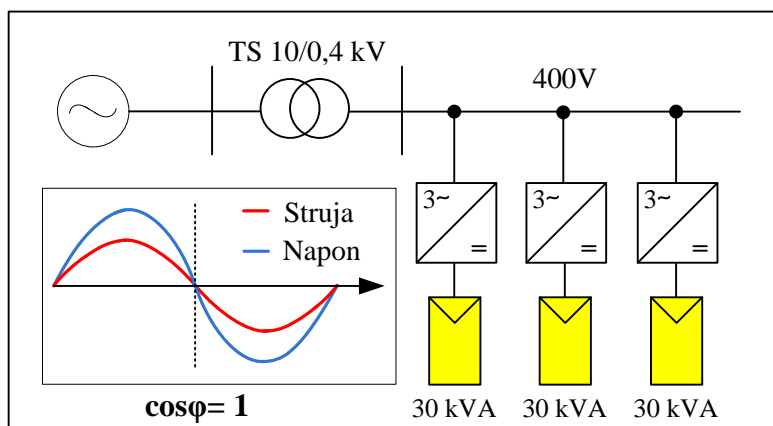 TS 10/0,4 kV
400V
3~
=
3~
=
3~
=
Struja
Napon
cosφ= 1
30 kVA
30 kVA
30 kVA